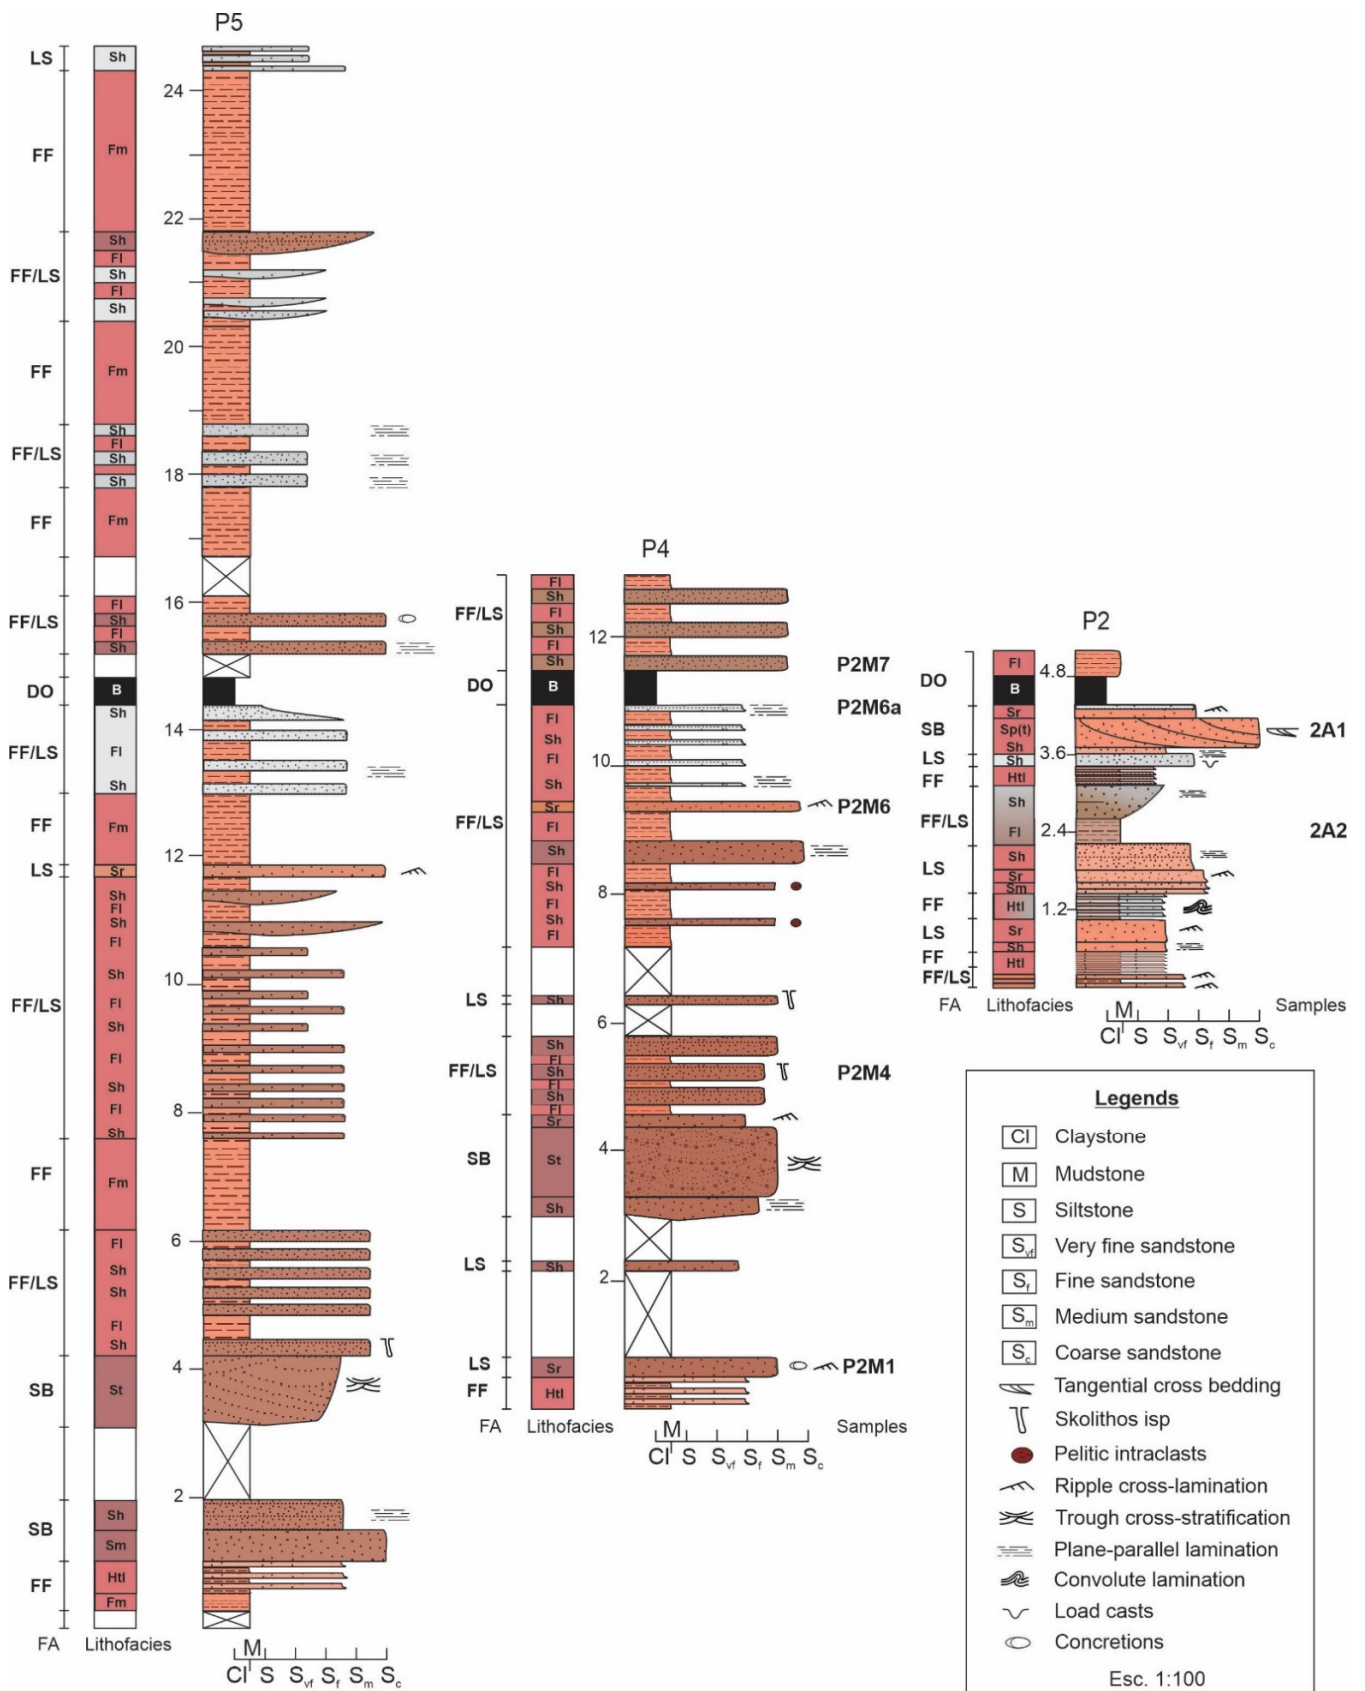 P5
LS
Sh
24
FF
Fm
22
FF/LS
Sh
Fl
Sh
Fl
Sh
20
FF
Fm
FF/LS
Sh
Fl
Sh
Sh
18
FF
Fm
16
FF/LS
Fl
Sh
Fl
Sh
DO
B
14
FF/LS
Sh
Fl
Sh
FF
Fm
12
LS
Sr
FF/LS
Sh
Fl
Sh
Fl
Sh
Fl
Sh
Fl
Sh
Fl
Sh
10
8
FF
Fm
6
FF/LS
Fl
Sh
Sh
Fl
Sh
4
SB
St
2
SB
Sh
Sm
FF
Htl
Fm
FA
Lithofacies
M
Cl S Svf Sf Sm Sc
P4
FF/LS
Fl
Sh
Fl
Sh
Fl
Sh
12
P2M7
DO
B
P2M6a
FF/LS
Fl
Sh
Fl
Sh
10
Sr
P2M6
Fl
Sh
Fl
Sh
Fl
Sh
Fl
8
LS
Sh
6
FF/LS
Sh
Fl
Sh
Fl
Sh
Fl
P2M4
SB
Sr
St
Sh
4
LS
Sh
2
LS
Sr
P2M1
FF
Htl
FA
Lithofacies
Samples
M
Cl S Svf Sf Sm Sc
P2
DO
Fl
4.8
B
SB
Sr
Sp(t)
Sh
2A1
3.6
LS
Sh
FF
Htl
FF/LS
Sh
Fl
2.4
2A2
LS
Sh
Sr
Sm
FF
Htl
1.2
LS
Sr
Sh
FF
Htl
FF/LS
FA
Lithofacies
Samples
M
Cl S Svf Sf Sm Sc
Legends
Cl Claystone
M Mudstone
S Siltstone
Svf Very fine sandstone
Sf Fine sandstone
Sm Medium sandstone
Sc Coarse sandstone
Tangential cross bedding
Skolithos isp
Pelitic intraclasts
Ripple cross-lamination
Trough cross-stratification
Plane-parallel lamination
Convolute lamination
Load casts
Concretions
Esc. 1:100